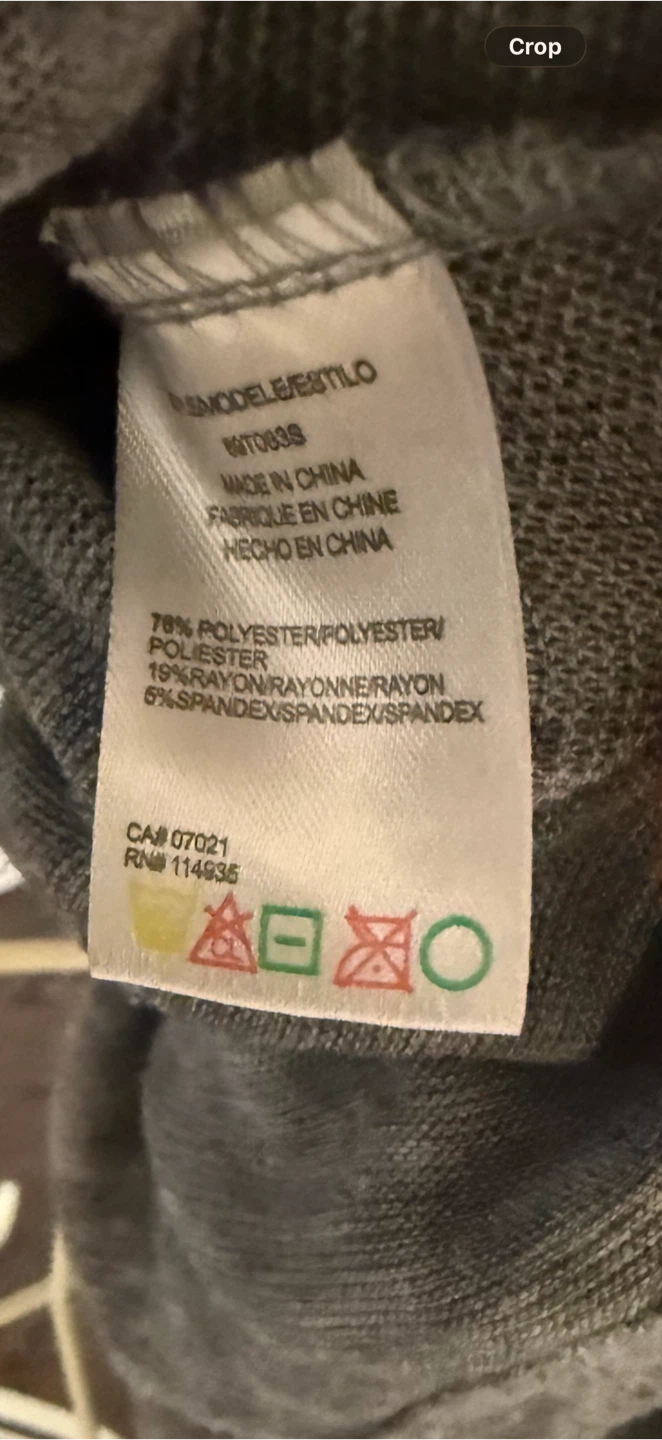 Crop
MODELE/ESTILO
MADE IN CHINA
FABRIQUE EN CHINE
HECHO EN CHINA
76% POLYESTER/POLYESTER/
POLIESTER
19%RAYON/RAYONNE/RAYON
5%SPANDEX/SPANDEX/SPANDEX
CA# 07021
RN# 114935